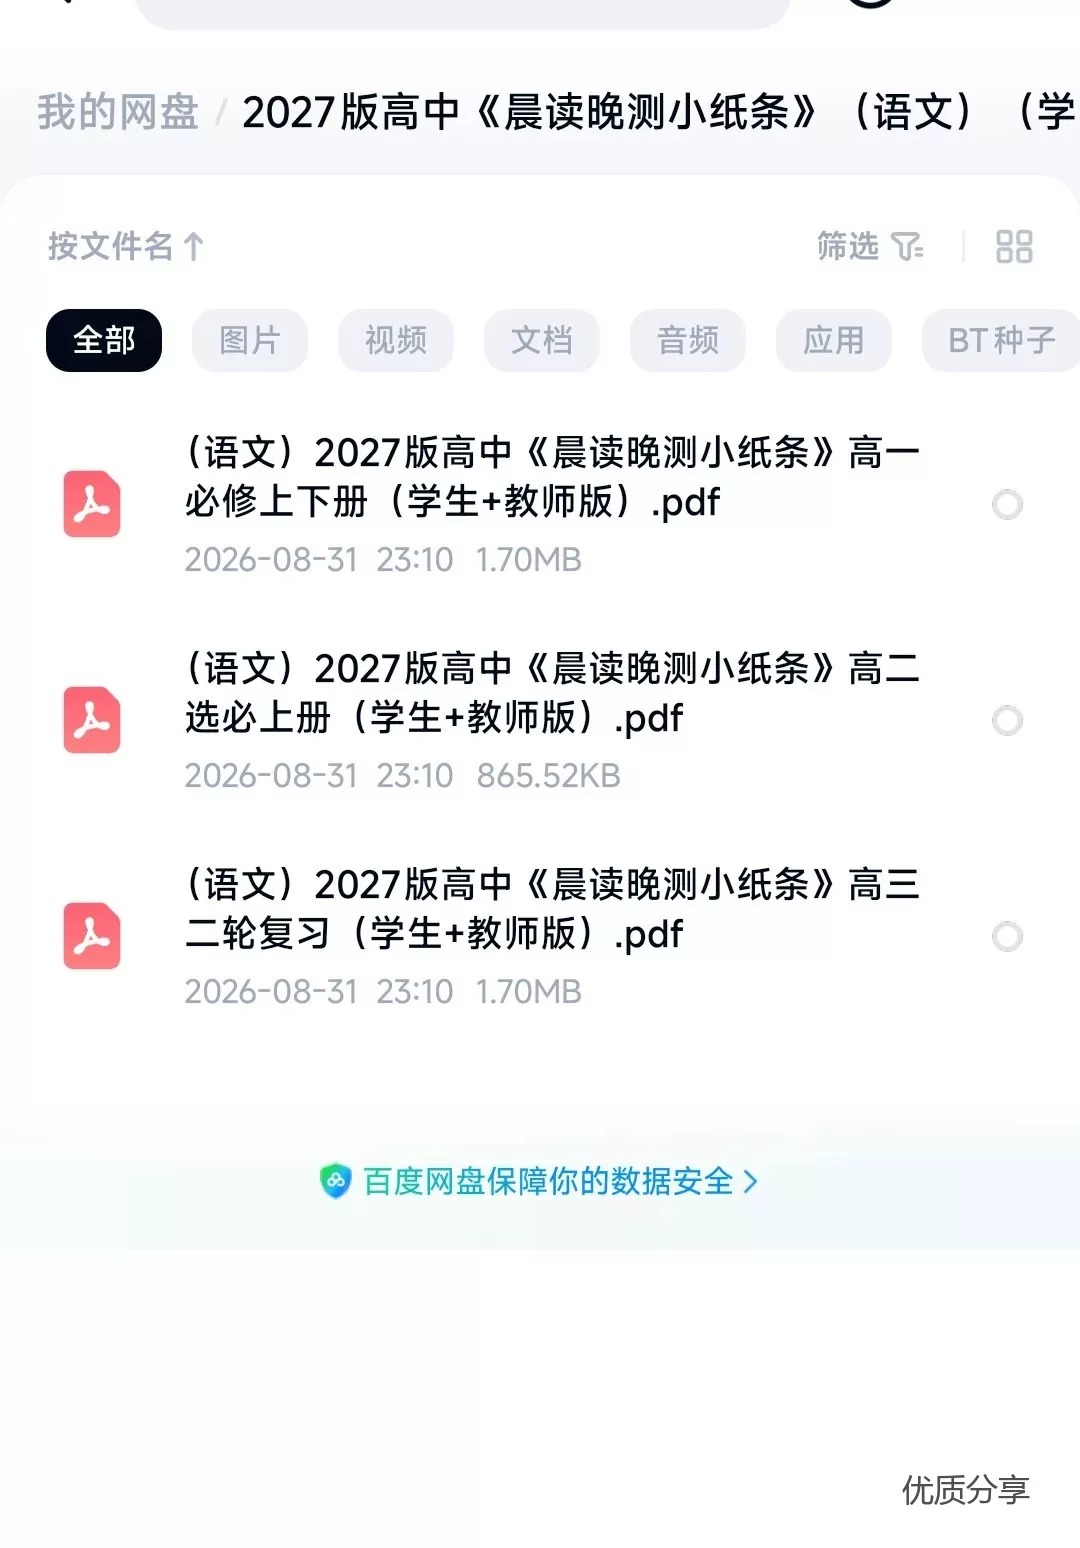 我的网盘 / 2027版高中《晨读晚测小纸条》（语文）（学
按文件名↑ 筛选
全部 图片 视频 文档 音频 应用 BT种子
（语文）2027版高中《晨读晚测小纸条》高一
必修上下册（学生+教师版）.pdf
2026-08-31 23:10 1.70MB
（语文）2027版高中《晨读晚测小纸条》高二
选必上册（学生+教师版）.pdf
2026-08-31 23:10 865.52KB
（语文）2027版高中《晨读晚测小纸条》高三
二轮复习（学生+教师版）.pdf
2026-08-31 23:10 1.70MB
百度网盘保障你的数据安全>
优质分享